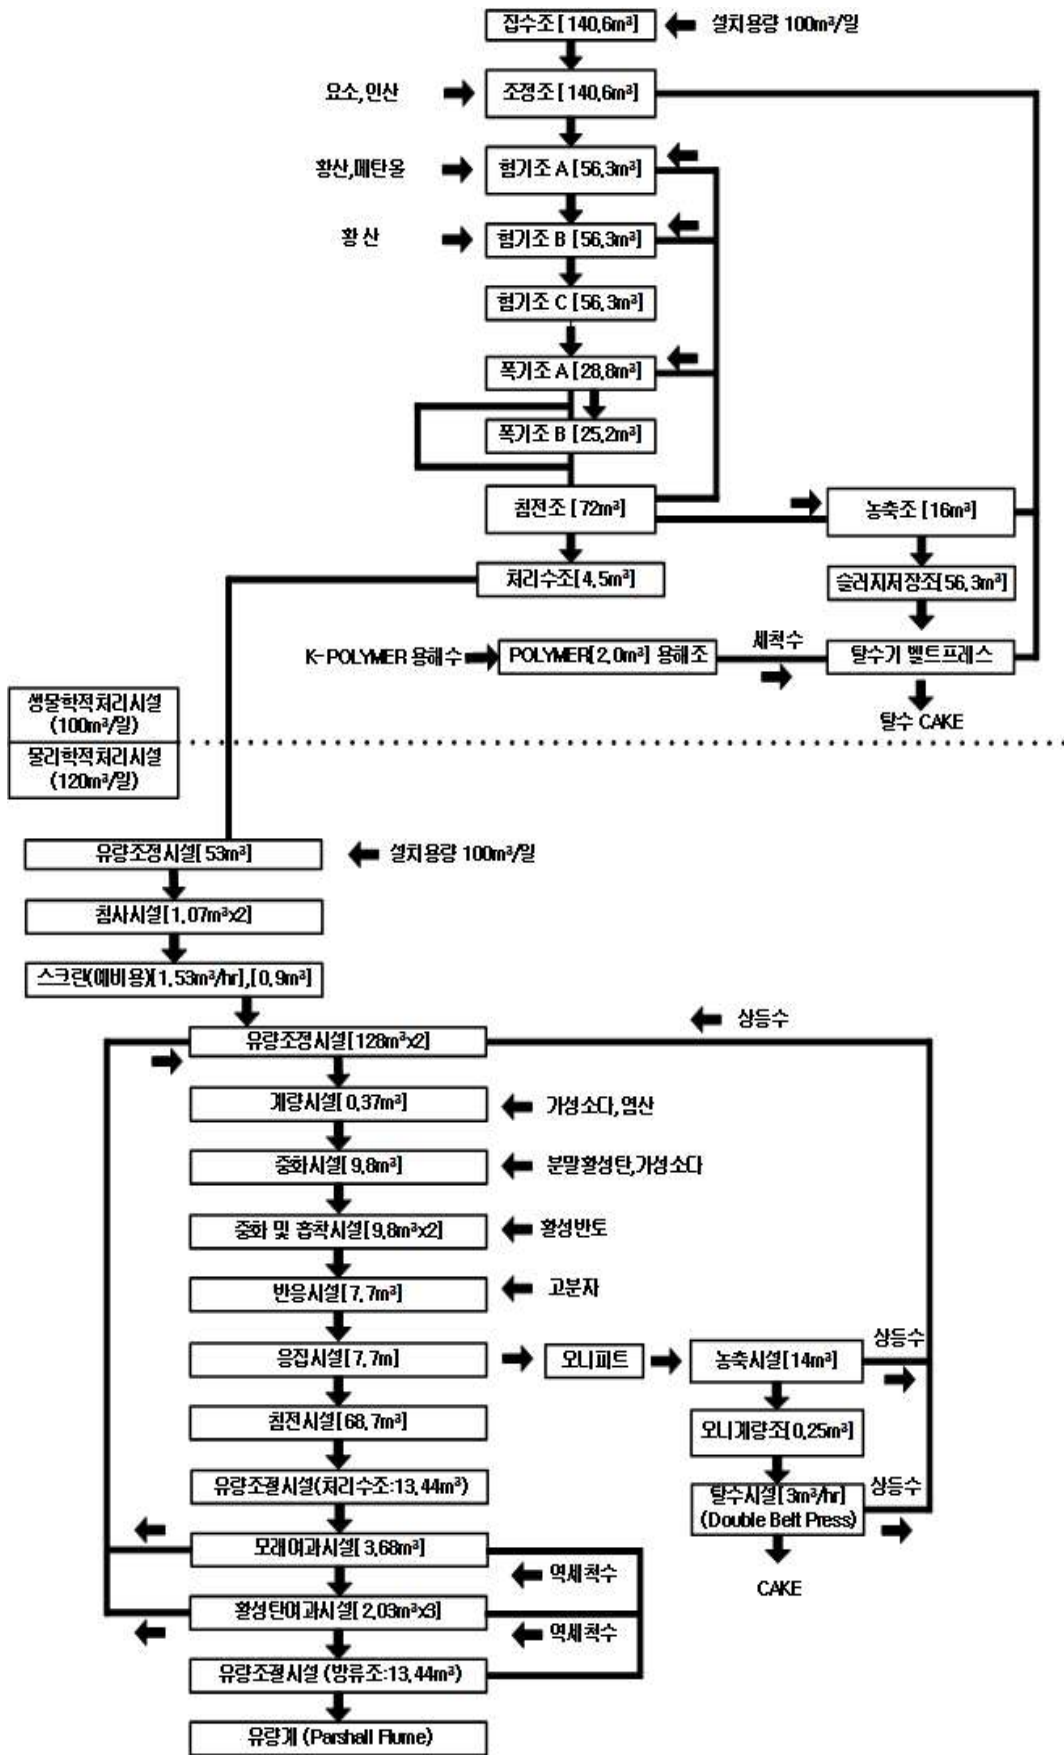 집수조 [140,6m³]
설치용량 100m³/일
요소,인산
조정조 [140,6m³]
황산,메탄올
혐기조 A [56,3m³]
황 산
혐기조 B [56,3m³]
혐기조 C [56,3m³]
폭기조 A [28,8m³]
폭기조 B [25,2m³]
침전조 [72m³]
농축조 [16m³]
처리수조[4,5m³]
슬러지저장조[56,3m³]
K-POLYMER 용해수
POLYMER[2,0m³] 용해조
세척수
탈수기 벨트프레스
탈수 CAKE
생물학적처리시설
(100m³/일)
물리학적처리시설
(120m³/일)
유량조정시설[53m³]
설치용량 100m³/일
침사시설[1,07m³x2]
스크린(예비용)[1,53m³/hr],[0,9m³]
상등수
유량조정시설[128m³x2]
계량시설[0,37m³]
가성소다,염산
중화시설[9,8m³]
분말활성탄,가성소다
중화 및 흡착시설[9,8m³x2]
활성반토
반응시설[7,7m³]
고분자
응집시설[7,7m]
오니피트
농축시설[14m³]
상등수
침전시설[68,7m³]
오니계량조[0,25m³]
유량조절시설(처리수조:13,44m³)
탈수시설[3m³/hr]
(Double Belt Press)
상등수
모래여과시설[3,68m³]
역세척수
CAKE
활성탄여과시설[2,03m³x3]
역세척수
유량조절시설 (방류조:13,44m³)
유량계 (Parshall Flume)